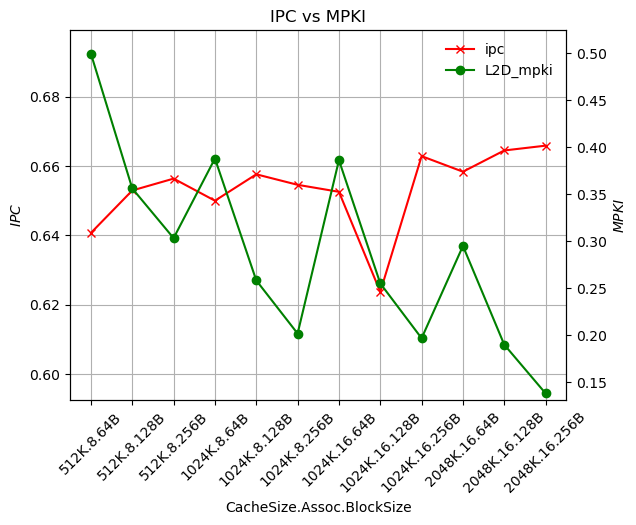 IPC vs MPKI
ipc
L2D_mpki
IPC
0.68
0.66
0.64
0.62
0.60
MPKI
0.50
0.45
0.40
0.35
0.30
0.25
0.20
0.15
512K.8.64B
512K.8.128B
512K.8.256B
1024K.8.64B
1024K.8.128B
1024K.8.256B
1024K.16.64B
1024K.16.128B
1024K.16.256B
2048K.16.64B
2048K.16.128B
2048K.16.256B
CacheSize.Assoc.BlockSize